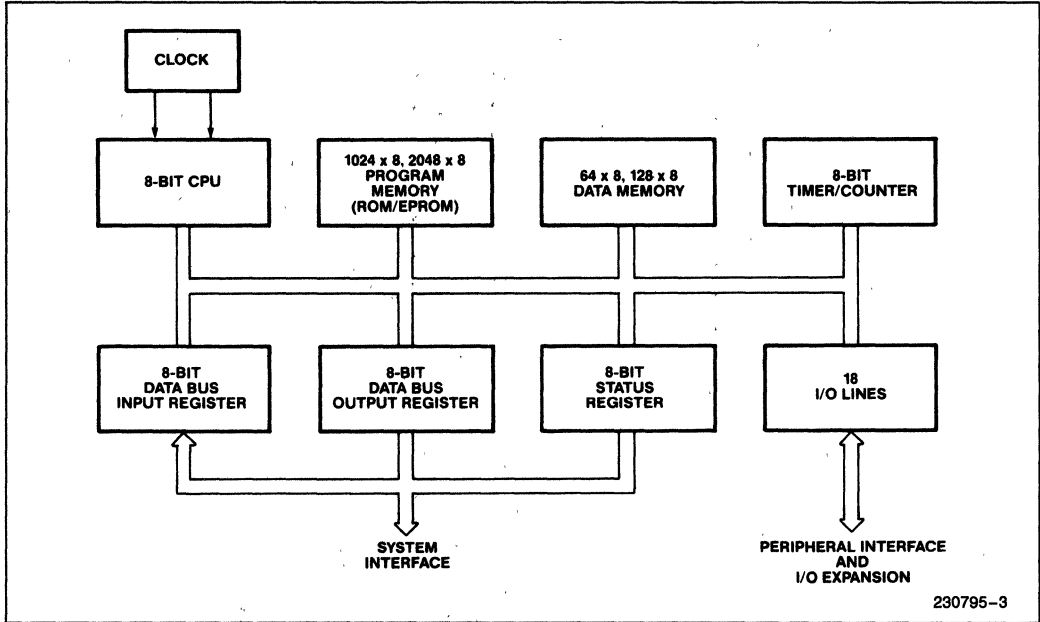 CLOCK
8-BIT CPU
1024 x 8, 2048 x 8
PROGRAM
MEMORY
(ROM/EPROM)
64 x 8, 128 x 8
DATA MEMORY
8-BIT
TIMER/COUNTER
8-BIT
DATA BUS
INPUT REGISTER
8-BIT
DATA BUS
OUTPUT REGISTER
8-BIT
STATUS
REGISTER
18
I/O LINES
SYSTEM
INTERFACE
PERIPHERAL INTERFACE
AND
I/O EXPANSION
230795-3